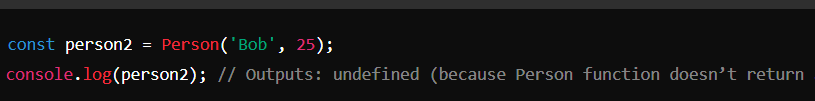 const person2 = Person('Bob', 25);
console.log(person2); // Outputs: undefined (because Person function doesn’t return